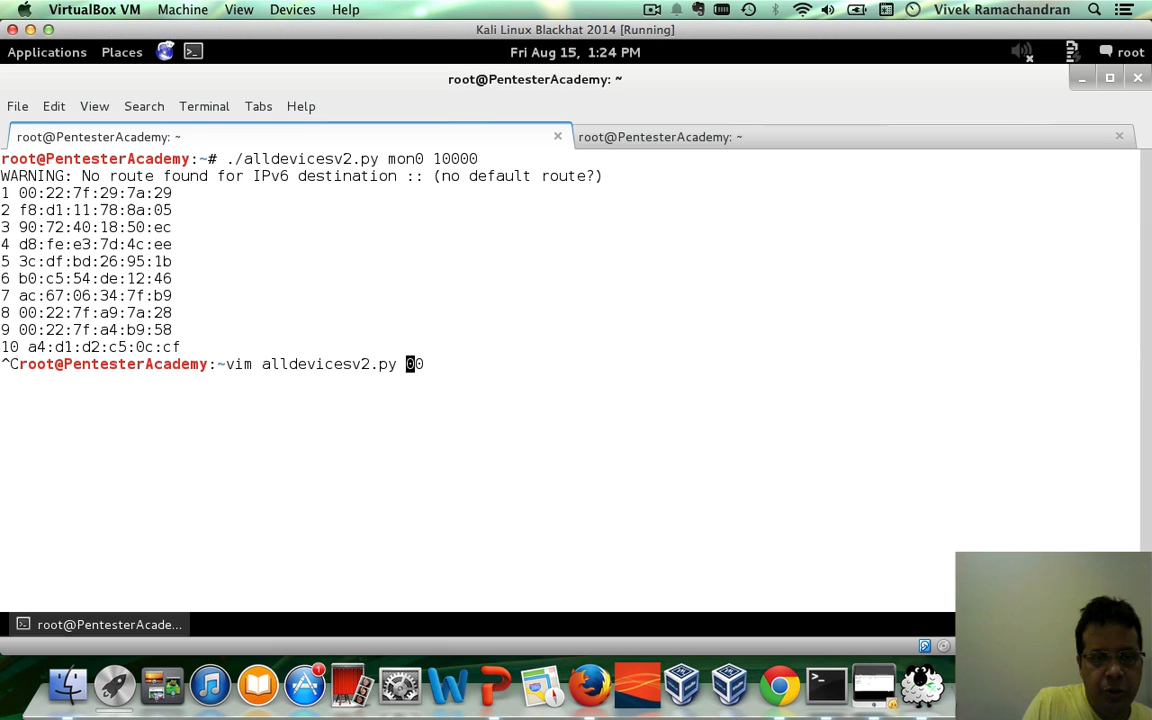 VirtualBox VM Machine View Devices Help Vivek Ramachandran
Kali Linux Blackhat 2014 [Running]
Applications Places Fri Aug 15, 1:24 PM root
root@PentesterAcademy: ~
File Edit View Search Terminal Tabs Help
root@PentesterAcademy: ~ root@PentesterAcademy: ~
root@PentesterAcademy:~# ./alldevicesv2.py mon0 10000
WARNING: No route found for IPv6 destination :: (no default route?)
1 00:22:7f:29:7a:29
2 f8:d1:11:78:8a:05
3 90:72:40:18:50:ec
4 d8:fe:e3:7d:4c:ee
5 3c:df:bd:26:95:1b
6 b0:c5:54:de:12:46
7 ac:67:06:34:7f:b9
8 00:22:7f:a9:7a:28
9 00:22:7f:a4:b9:58
10 a4:d1:d2:c5:0c:cf
^Croot@PentesterAcademy:~vim alldevicesv2.py 00
root@PentesterAcade...
1